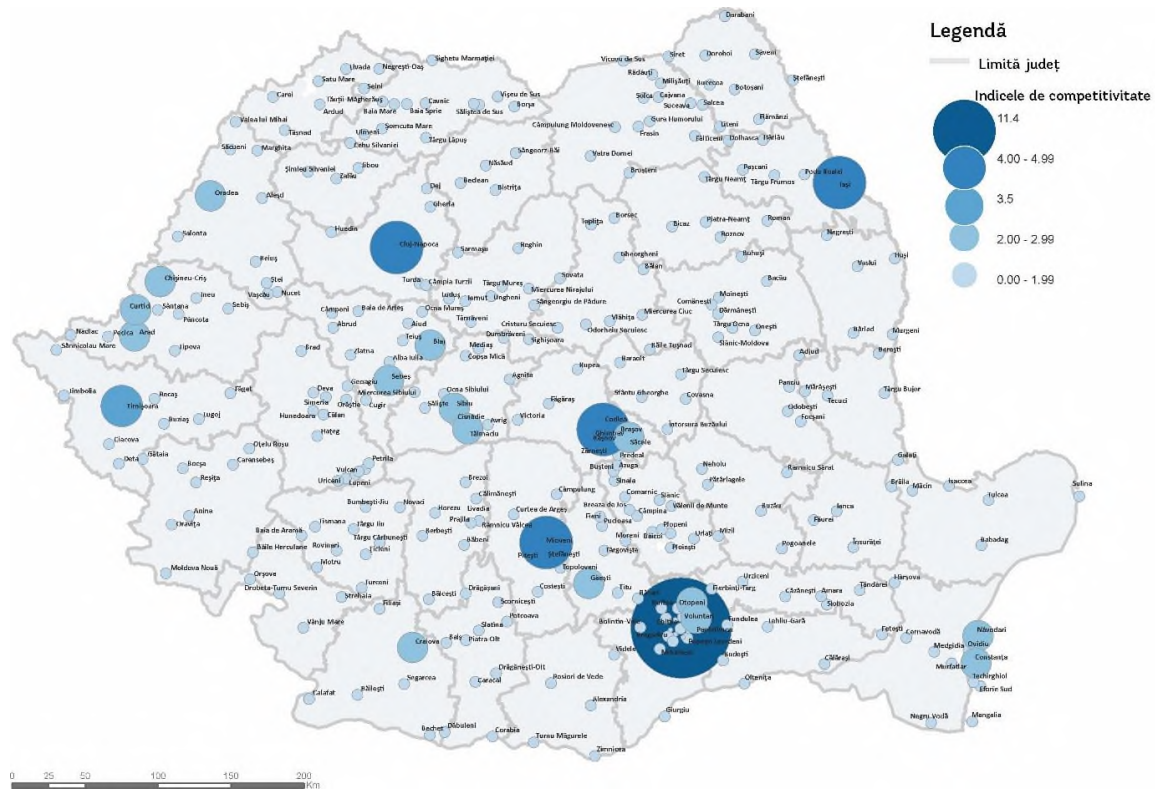 Legendă
Limită județ
Indicele de competitivitate
11.4
4.00 - 4.99
3.5
2.00 - 2.99
0.00 - 1.99
Darabani
Siret
Dorohoi
Săveni
Vicovu de Sus
Rădăuți
Milișăuți
Bucecea
Botoșani
Ștefănești
Solca
Cajvana
Suceava
Salcea
Gura Humorului
Liteni
Flămânzi
Câmpulung Moldovenesc
Frasin
Fălticeni
Dolhasca
Hârlău
Vatra Dornei
Broșteni
Târgu Neamț
Pașcani
Târgu Frumos
Podu Iloaiei
Iași
Sighetu Marmației
Livada
Negrești-Oaș
Satu Mare
Seini
Carei
Ardud
Baia Mare
Baia Sprie
Cavnic
Vișeu de Sus
Borșa
Săliștea de Sus
Valea lui Mihai
Tășnad
Ulmeni
Șomcuta Mare
Cehu Silvaniei
Târgu Lăpuș
Săcueni
Marghita
Șimleu Silvaniei
Jibou
Zalău
Sângeorz-Băi
Năsăud
Beclean
Bistrița
Dej
Gherla
Oradea
Aleșd
Huedin
Cluj-Napoca
Salonta
Beiuș
Ștei
Vașcău
Nucet
Turda
Câmpia Turzii
Sărmașu
Reghin
Toplița
Borsec
Gheorgheni
Bălan
Bicaz
Piatra-Neamț
Roznov
Roman
Buhuși
Bacău
Negrești
Vaslui
Huși
Chișineu-Criș
Curtici
Sântana
Ineu
Sebiș
Pâncota
Nădlac
Pecica
Arad
Sânnicolau Mare
Lipova
Câmpeni
Baia de Arieș
Abrud
Ocna Mureș
Aiud
Teiuș
Blaj
Zlatna
Alba Iulia
Sebeș
Luduș
Iernut
Târgu Mureș
Ungheni
Miercurea Nirajului
Sovata
Sângeorgiu de Pădure
Târnăveni
Cristuru Secuiesc
Dumbrăveni
Sighișoara
Mediaș
Copșa Mică
Odorheiu Secuiesc
Vlăhița
Miercurea Ciuc
Băile Tușnad
Baraolt
Rupea
Agnita
Comănești
Moinești
Dărmănești
Târgu Ocna
Onești
Slănic-Moldova
Bârlad
Murgeni
Berești
Adjud
Panciu
Mărășești
Tecuci
Târgu Bujor
Odobești
Focșani
Târgu Secuiesc
Sfântu Gheorghe
Covasna
Întorsura Buzăului
Jimbolia
Timișoara
Recaș
Buziaș
Lugoj
Făget
Ciacova
Deta
Gătaia
Bocșa
Reșița
Oțelu Roșu
Caransebeș
Anina
Oravița
Moldova Nouă
Brad
Deva
Geoagiu
Simeria
Orăștie
Hunedoara
Călan
Cugir
Hațeg
Miercurea Sibiului
Ocna Sibiului
Săliște
Sibiu
Cisnădie
Tălmaciu
Avrig
Victoria
Făgăraș
Codlea
Ghimbav
Brașov
Râșnov
Săcele
Zărnești
Predeal
Azuga
Bușteni
Sinaia
Petrila
Vulcan
Uricani
Lupeni
Bumbești-Jiu
Novaci
Tismana
Târgu Jiu
Târgu Cărbunești
Rovinari
Țicleni
Motru
Turceni
Baia de Aramă
Băile Herculane
Orșova
Drobeta-Turnu Severin
Strehaia
Filiași
Vânju Mare
Brezoi
Călimănești
Horezu
Râmnicu Vâlcea
Berbești
Băbeni
Bălcești
Drăgășani
Câmpulung
Curtea de Argeș
Mioveni
Pitești
Ștefănești
Topoloveni
Costești
Găești
Titu
Fieni
Pucioasa
Moreni
Târgoviște
Comarnic
Breaza de Jos
Câmpina
Slănic
Vălenii de Munte
Plopeni
Băicoi
Ploiești
Urlați
Mizil
Nehoiu
Pătârlagele
Buzău
Râmnicu Sărat
Pogoanele
Ianca
Făurei
Însurăței
Galați
Brăila
Măcin
Isaccea
Tulcea
Sulina
Babadag
Hârșova
Țăndărei
Urziceni
Fierbinți-Târg
Căzănești
Amara
Slobozia
Lehliu-Gară
Fundulea
Otopeni
Voluntari
Bolintin-Vale
Mihăilești
Budești
Călărași
Oltenița
Fetești
Cernavodă
Medgidia
Murfatlar
Năvodari
Ovidiu
Constanța
Techirghiol
Eforie Sud
Mangalia
Negru Vodă
Videle
Alexandria
Giurgiu
Zimnicea
Turnu Măgurele
Roșiori de Vede
Scornicești
Potcoava
Slatina
Balș
Piatra Olt
Drăgănești-Olt
Caracal
Corabia
Craiova
Segarcea
Băilești
Calafat
Bechet
Dăbuleni
0 25 50 100 150 200
Km